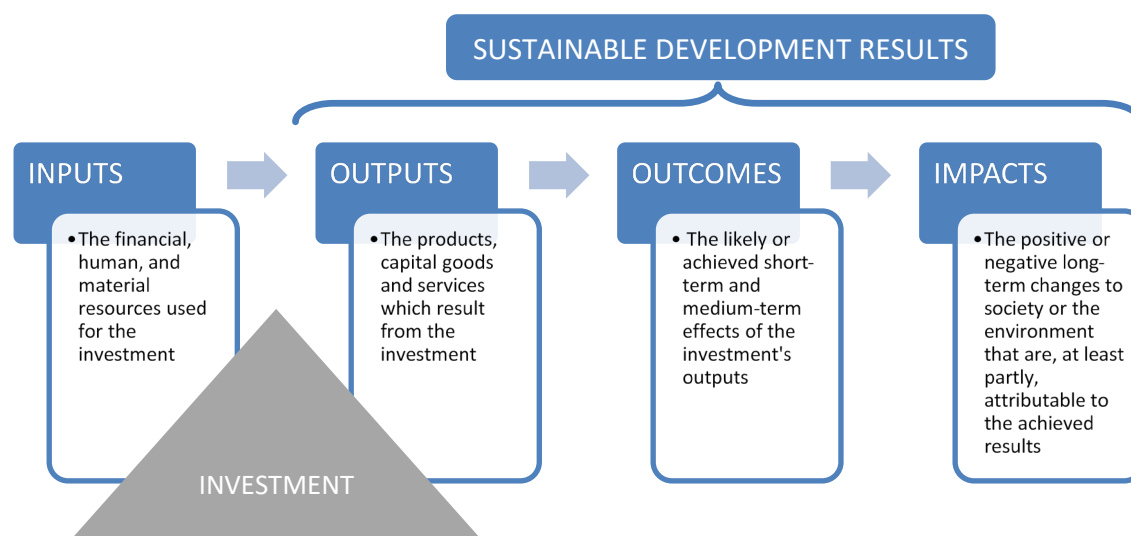 SUSTAINABLE DEVELOPMENT RESULTS
INPUTS
•The financial,
human, and
material
resources used
for the
investment
OUTPUTS
•The products,
capital goods
and services
which result
from the
investment
OUTCOMES
• The likely or
achieved short-
term and
medium-term
effects of the
investment's
outputs
IMPACTS
•The positive or
negative long-
term changes to
society or the
environment
that are, at least
partly,
attributable to
the achieved
results
INVESTMENT